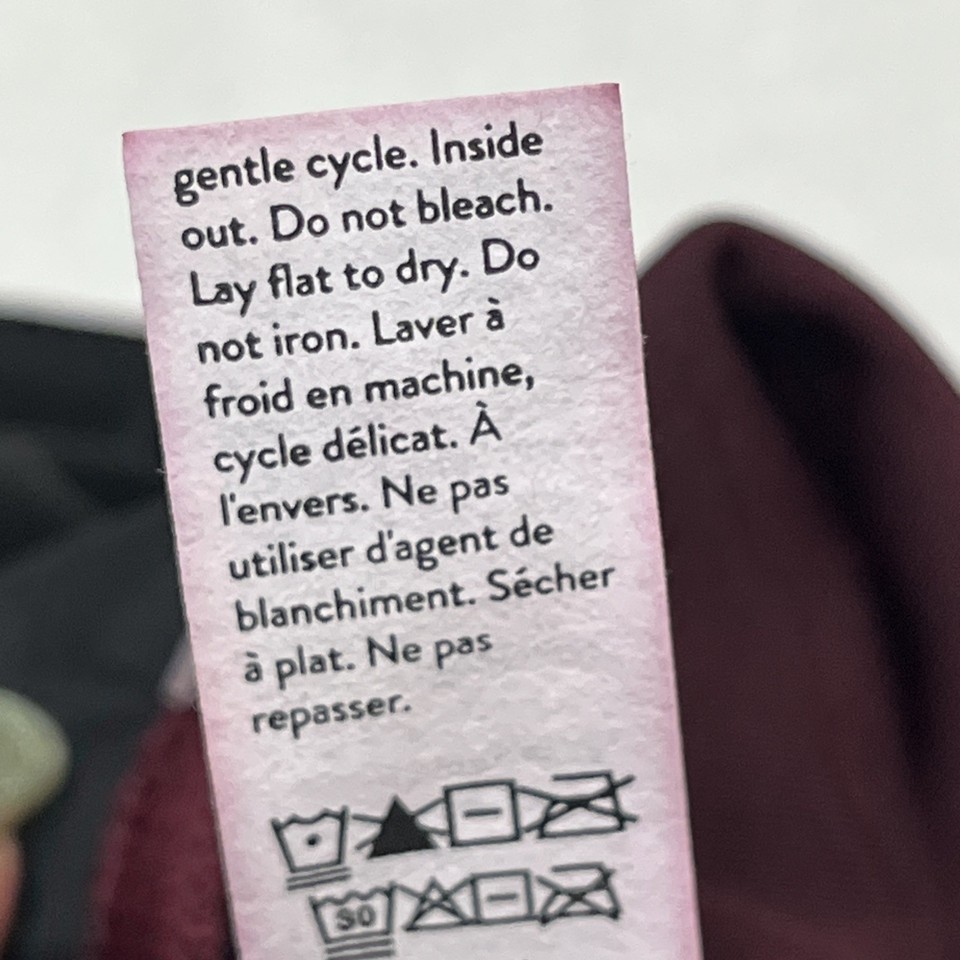 gentle cycle. Inside
out. Do not bleach.
Lay flat to dry. Do
not iron. Laver à
froid en machine,
cycle délicat. À
l'envers. Ne pas
utiliser d'agent de
blanchiment. Sécher
à plat. Ne pas
repasser.
30